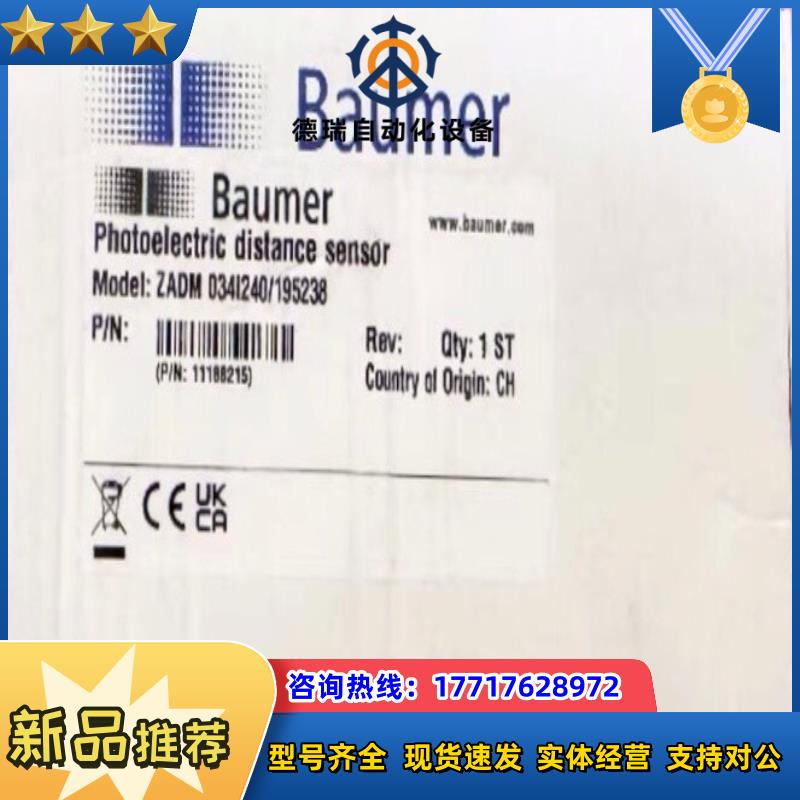 Baumer
德瑞自动化设备
Baumer
www.baumer.com
Photoelectric distance sensor
Model: ZADM 034I240/195238
P/N:
(P/N: 11188215)
Rev: Qty: 1 ST
Country of Origin: CH
CE UK CA
咨询热线：17717628972
新品推荐
型号齐全 现货速发 实体经营 支持对公